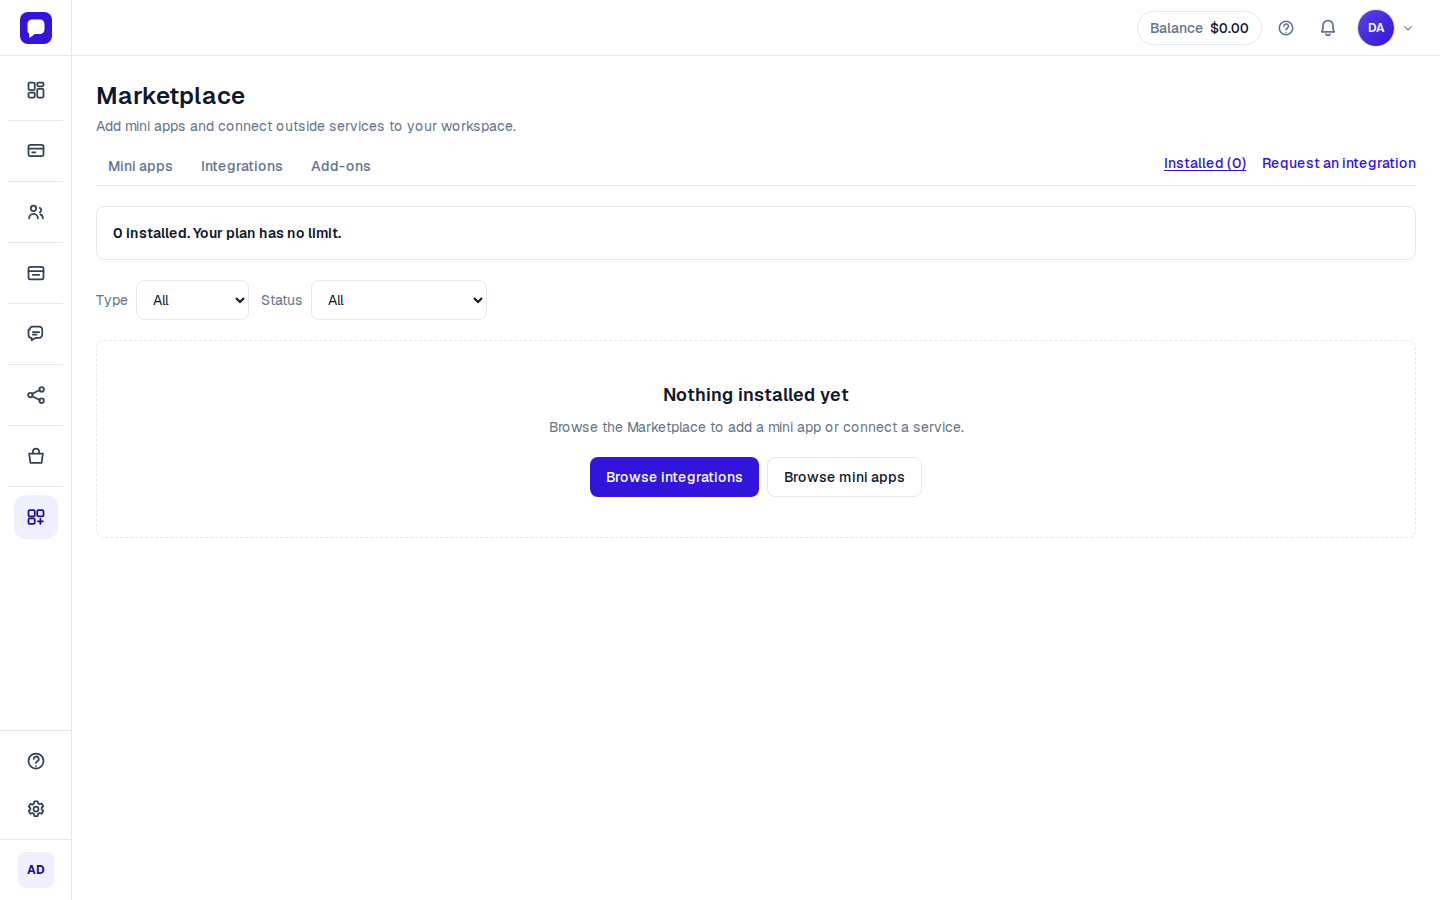 Balance $0.00
DA
Marketplace
Add mini apps and connect outside services to your workspace.
Mini apps
Integrations
Add-ons
Installed (0)
Request an integration
0 installed. Your plan has no limit.
Type
All
Status
All
Nothing installed yet
Browse the Marketplace to add a mini app or connect a service.
Browse integrations
Browse mini apps
AD